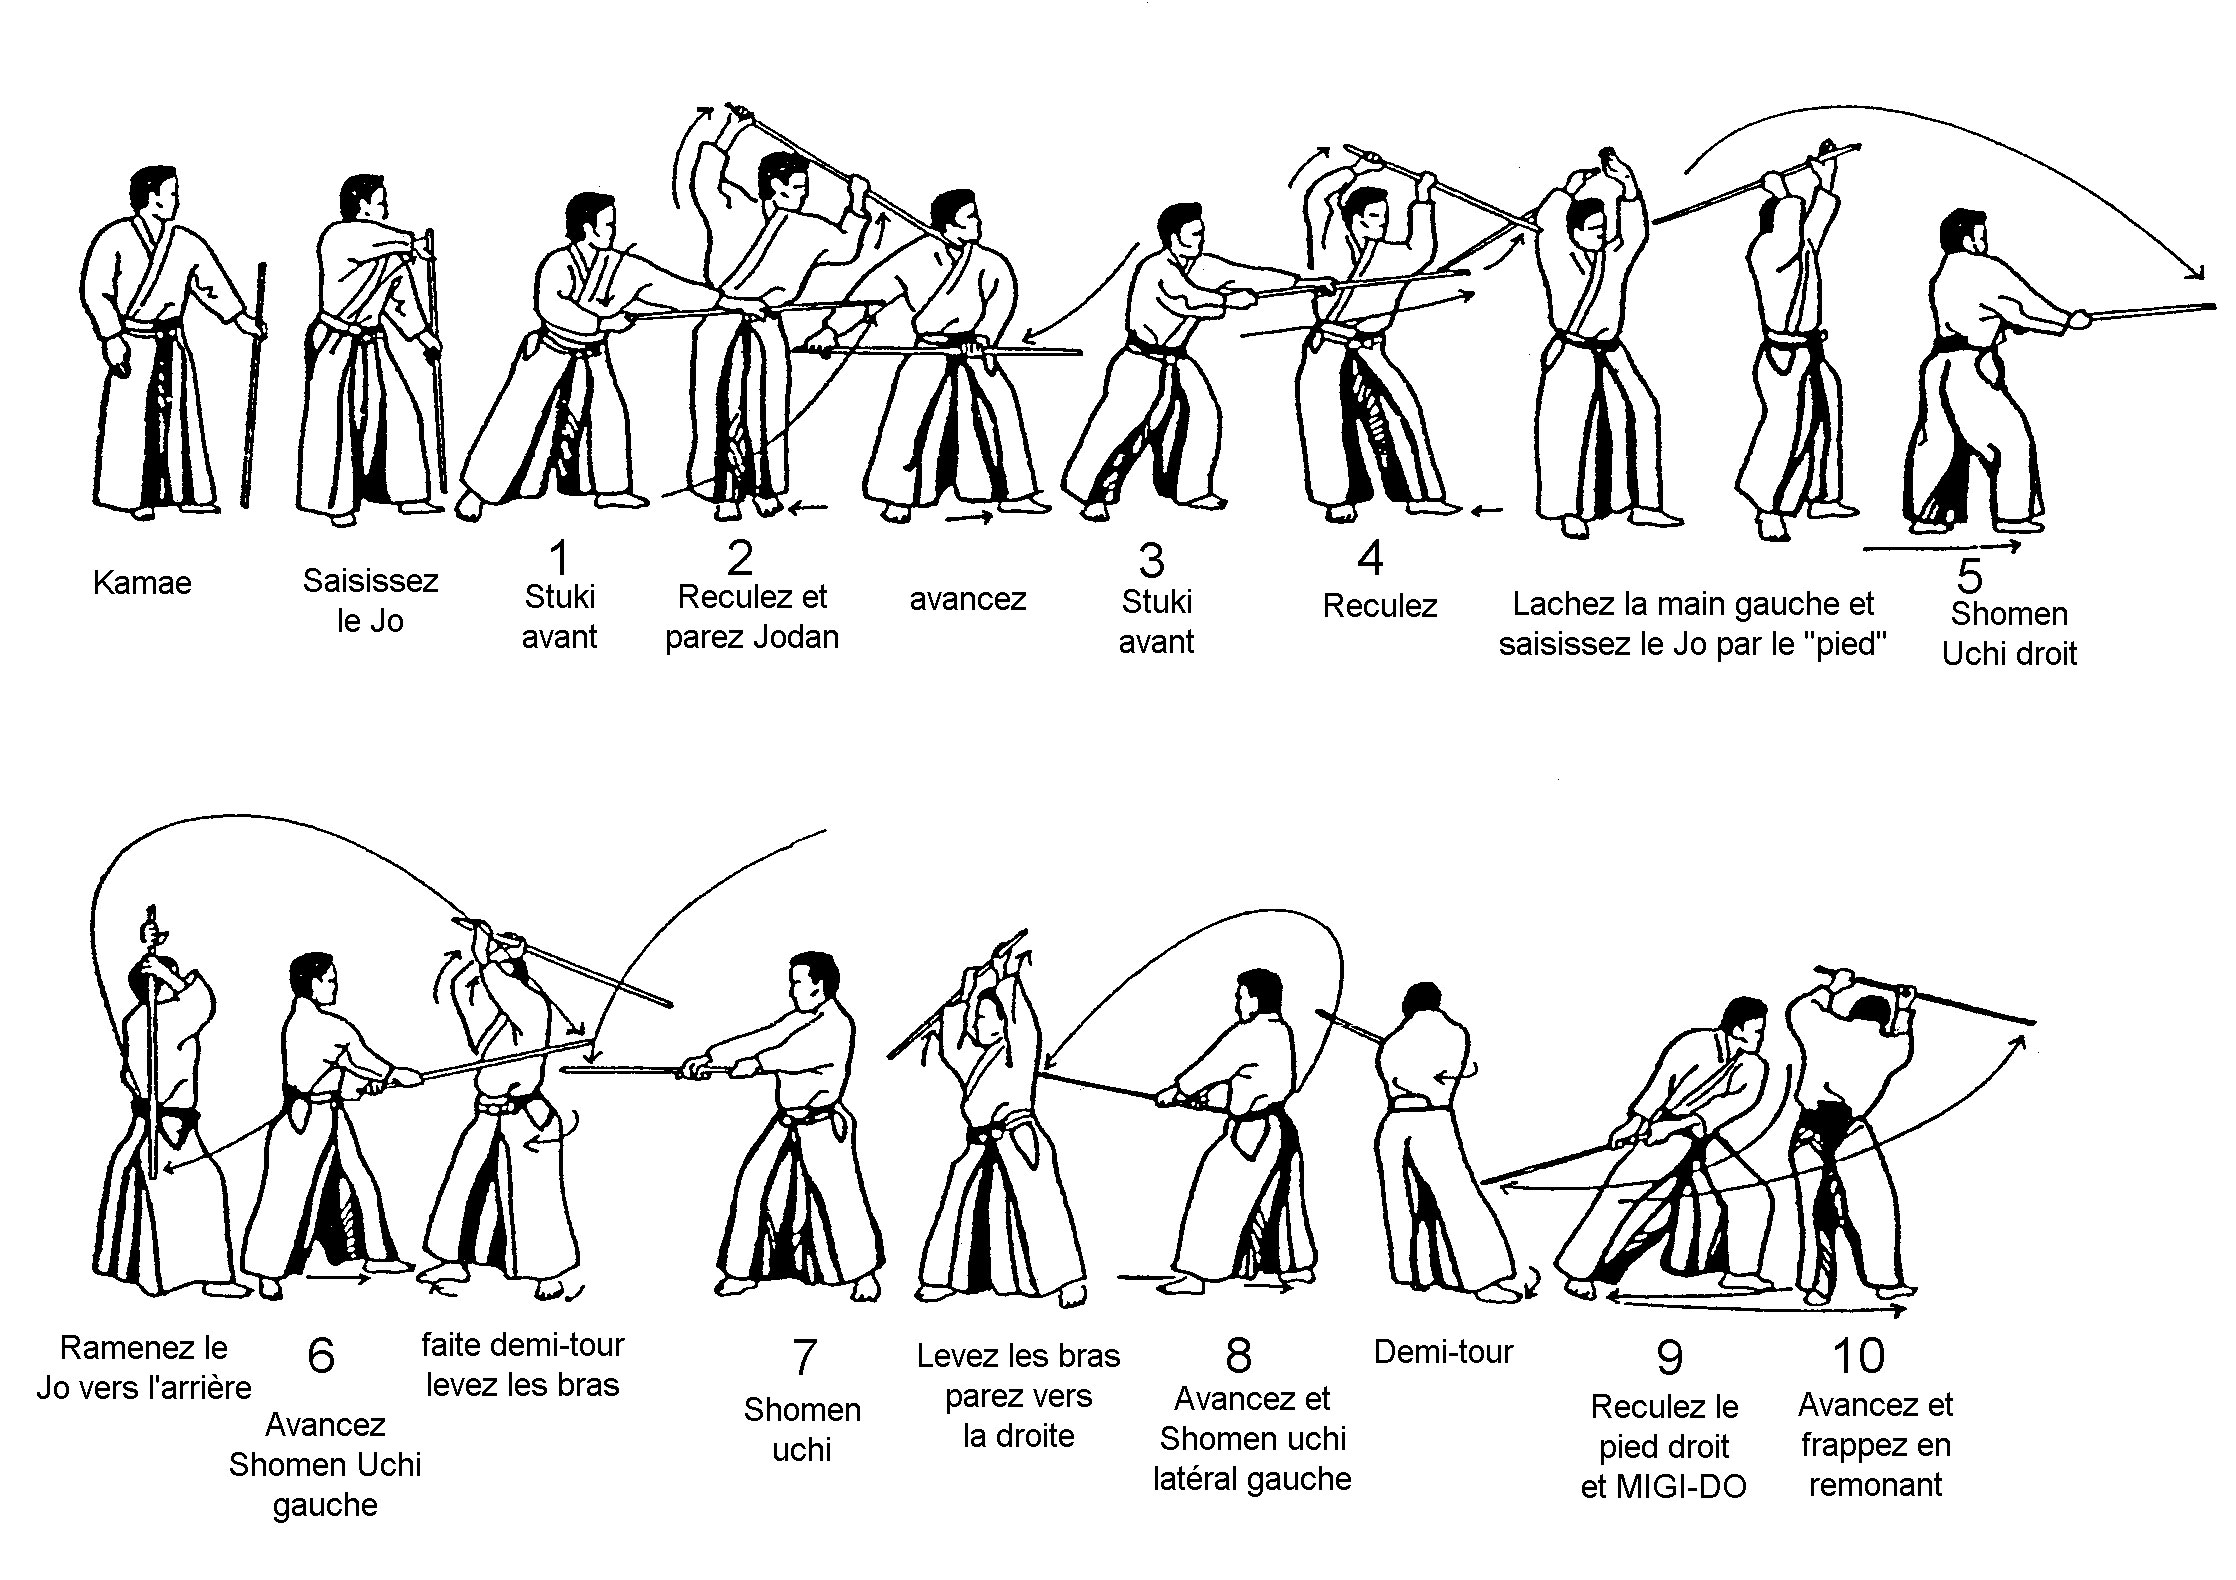 Kamae
Saisissez
le Jo
1
Stuki
avant
2
Reculez et
parez Jodan
avancez
3
Stuki
avant
4
Reculez
Lachez la main gauche et
saisissez le Jo par le "pied"
5
Shomen
Uchi droit
Ramenez le
Jo vers l'arrière
6
Avancez
Shomen Uchi
gauche
faite demi-tour
levez les bras
7
Shomen
uchi
Levez les bras
parez vers
la droite
8
Avancez et
Shomen uchi
latéral gauche
Demi-tour
9
Reculez le
pied droit
et MIGI-DO
10
Avancez et
frappez en
remonant